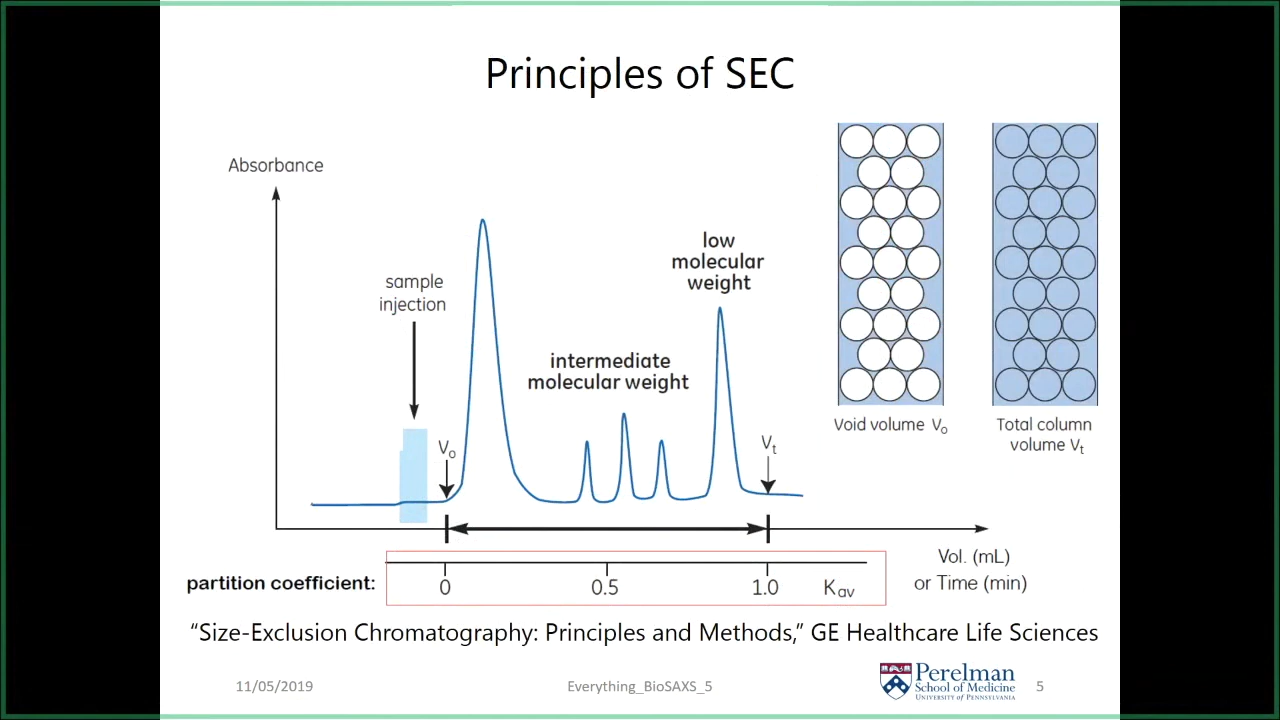 Principles of SEC
Absorbance
sample
injection
V₀
intermediate
molecular weight
low
molecular
weight
Vₜ
Void volume V₀
Total column
volume Vₜ
Vol. (mL)
or Time (min)
partition coefficient:
0
0.5
1.0
Kav
“Size-Exclusion Chromatography: Principles and Methods,” GE Healthcare Life Sciences
11/05/2019
Everything_BioSAXS_5
Perelman
School of Medicine
University of Pennsylvania
5